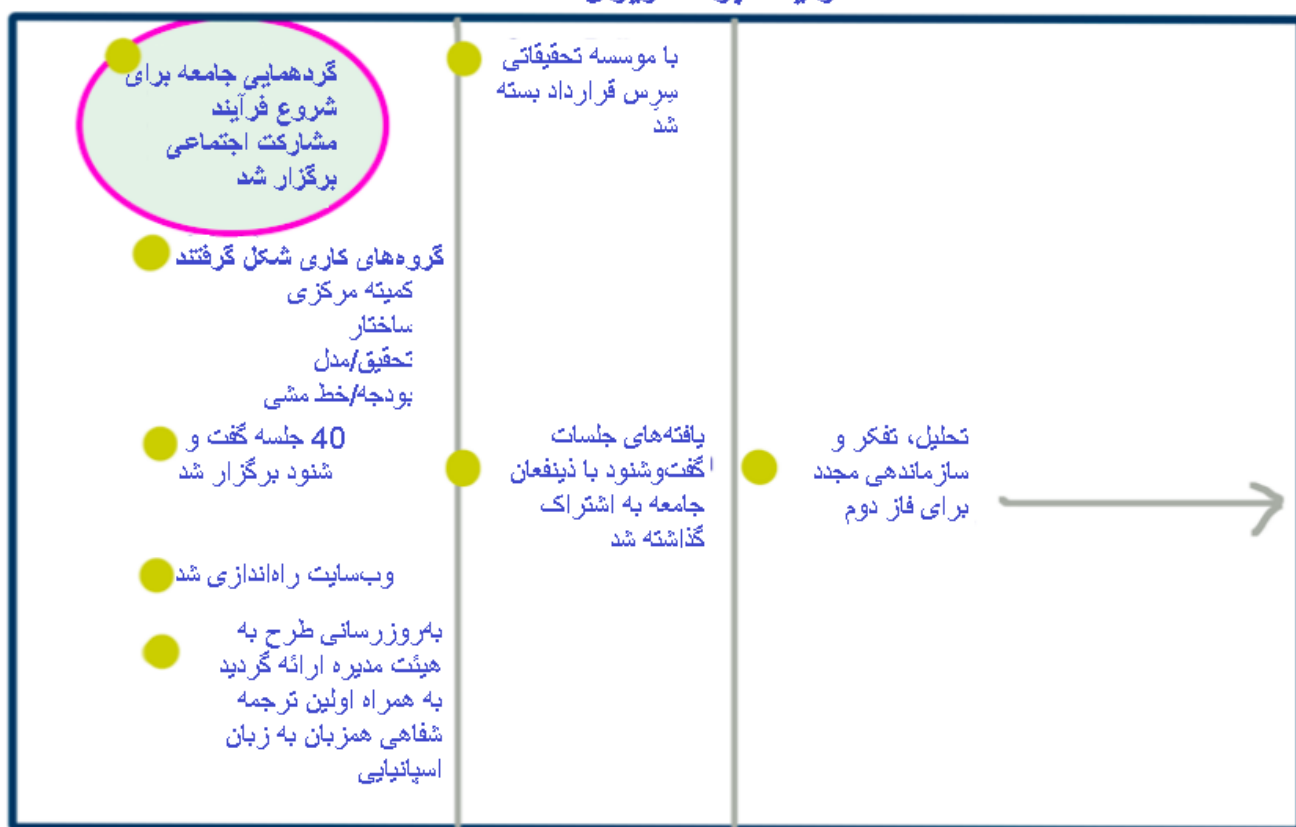 گردهمایی جامعه برای
شروع فرآیند
مشارکت اجتماعی
برگزار شد
گروه‌های کاری شکل گرفتند
کمیته مرکزی
ساختار
تحقیق/مدل
بودجه/خط مشی
40 جلسه گفت و
شنود برگزار شد
وب‌سایت راه‌اندازی شد
به‌روزرسانی طرح به
هیئت مدیره ارائه گردید
به همراه اولین ترجمه
شفاهی همزبان به زبان
اسپانیایی
با موسسه تحقیقاتی
سِرِس قرارداد بسته
شد
یافته‌های جلسات
گفت‌وشنود با ذینفعان
جامعه به اشتراک
گذاشته شد
تحلیل، تفکر و
سازماندهی مجدد
برای فاز دوم